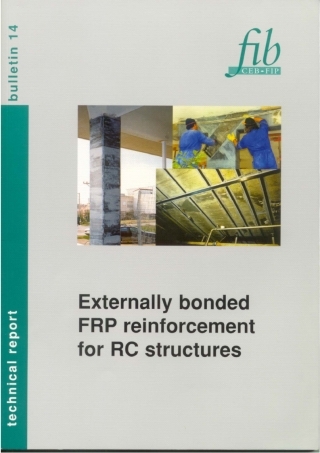 bulletin 14
fib
CEB-FIP
Externally bonded
FRP reinforcement
for RC structures
technical report